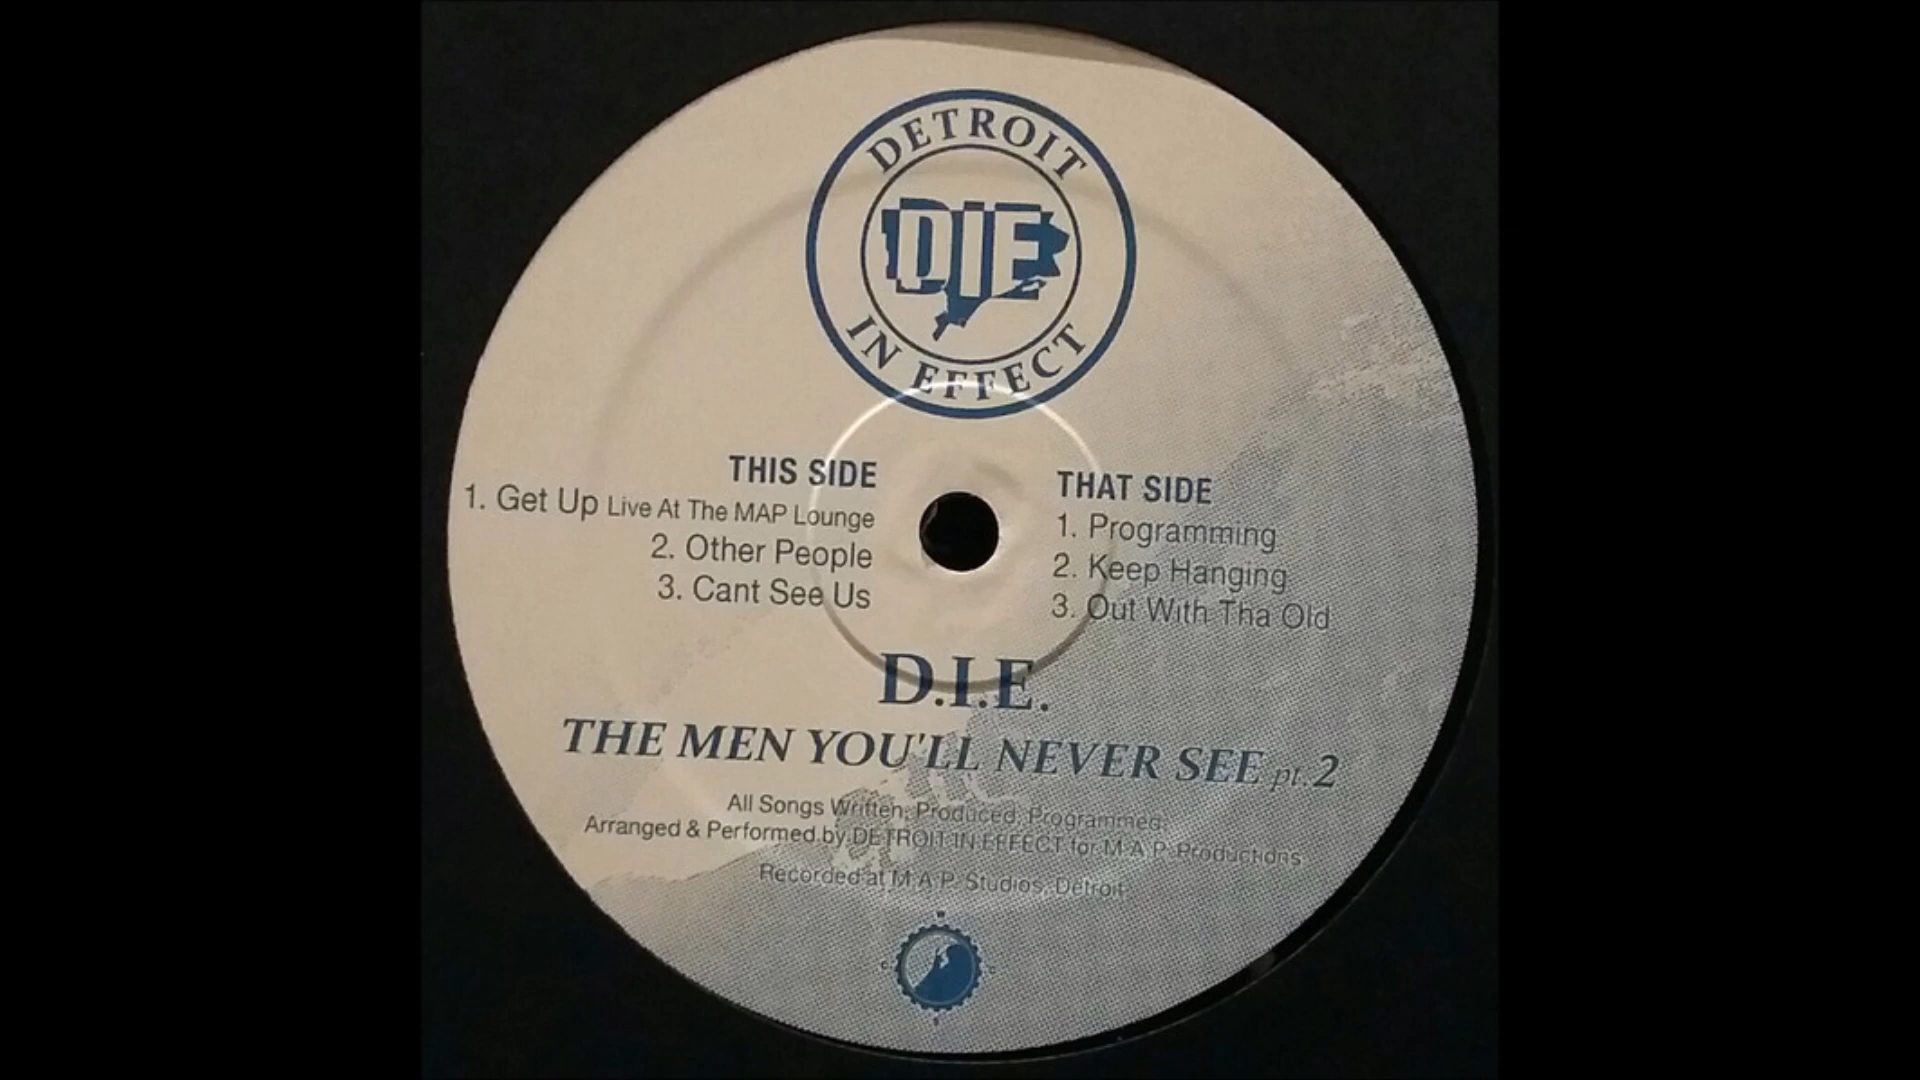 DETROIT
DIE
IN EFFECT
THIS SIDE
1. Get Up Live At The MAP Lounge
2. Other People
3. Cant See Us
THAT SIDE
1. Programming
2. Keep Hanging
3. Out With Tha Old
D.I.E.
THE MEN YOU'LL NEVER SEE pt. 2
All Songs Written, Produced, Programmed,
Arranged & Performed by DETROIT IN EFFECT for M.A.P. Productions
Recorded at M.A.P. Studios, Detroit